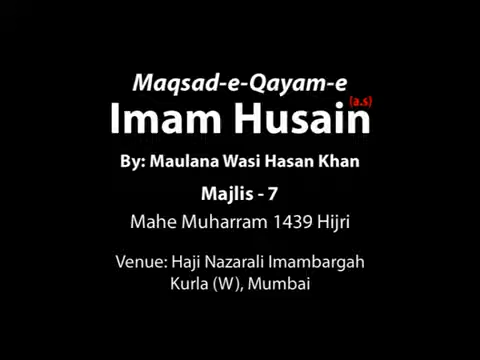 Maqsad-e-Qayam-e
Imam Husain (a.s)
By: Maulana Wasi Hasan Khan
Majlis - 7
Mahe Muharram 1439 Hijri
Venue: Haji Nazarali Imambargah
Kurla (W), Mumbai